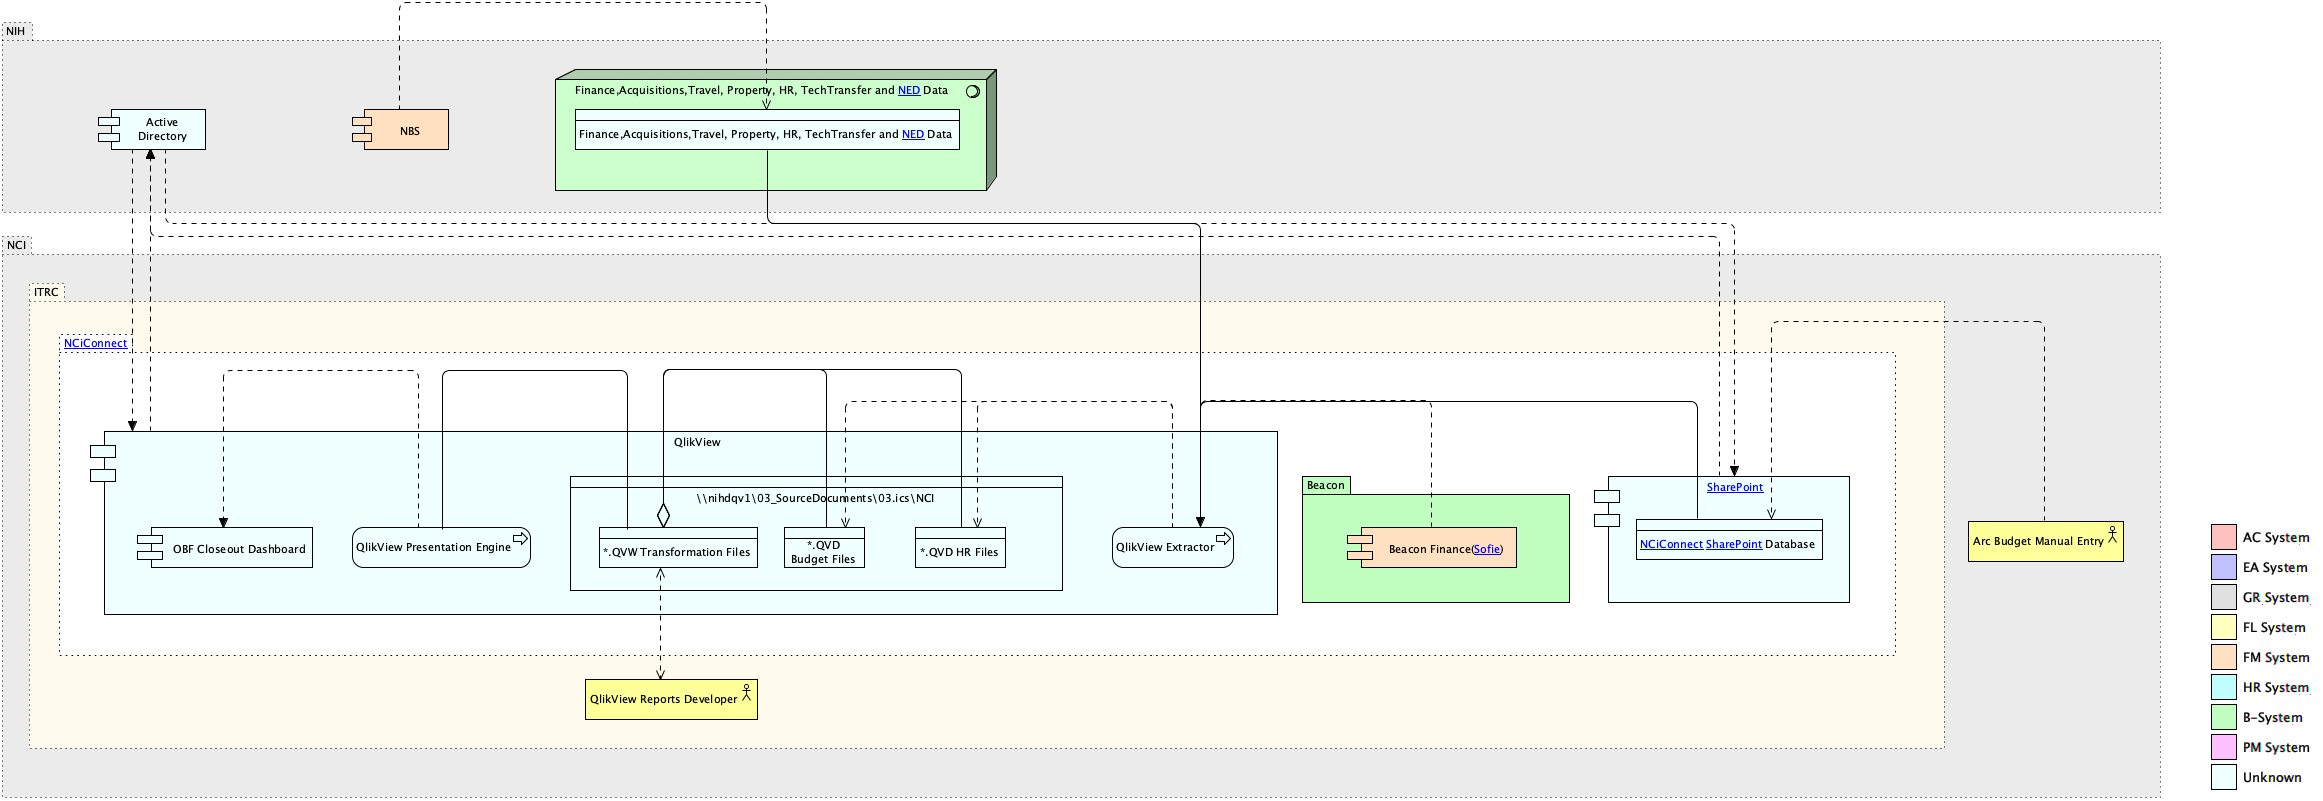 NIH
Finance,Acquisitions,Travel, Property, HR, TechTransfer and NED Data
Active
Directory
NBS
Finance,Acquisitions,Travel, Property, HR, TechTransfer and NED Data
NCI
ITRC
NCiConnect
QlikView
\\nihdqv1\03_SourceDocuments\03.ics\NCI
OBF Closeout Dashboard
QlikView Presentation Engine
*.QVW Transformation Files
*.QVD
Budget Files
*.QVD HR Files
QlikView Extractor
Beacon
Beacon Finance(Sofie)
SharePoint
NCiConnect SharePoint Database
Arc Budget Manual Entry
QlikView Reports Developer
AC System
EA System
GR System
FL System
FM System
HR System
B-System
PM System
Unknown